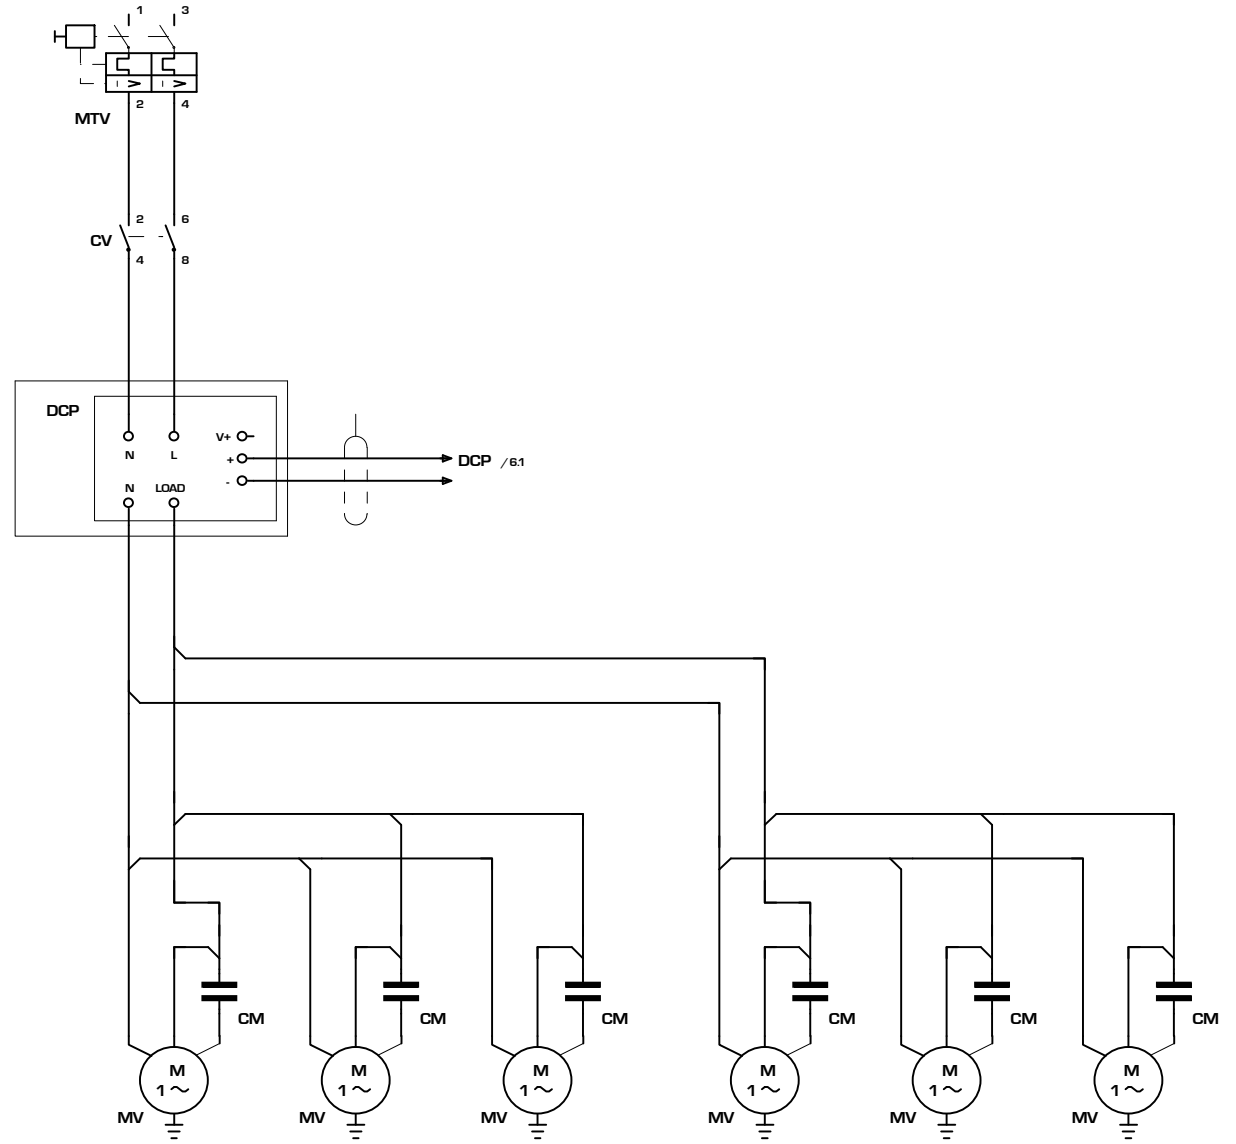 1 3
I > I >
2 4
MTV
2 6
CV
4 8
DCP
V+
N L
+ DCP / 6.1
-
N LOAD
CM CM CM CM CM CM
M M M M M M
1~ 1~ 1~ 1~ 1~ 1~
MV MV MV MV MV MV